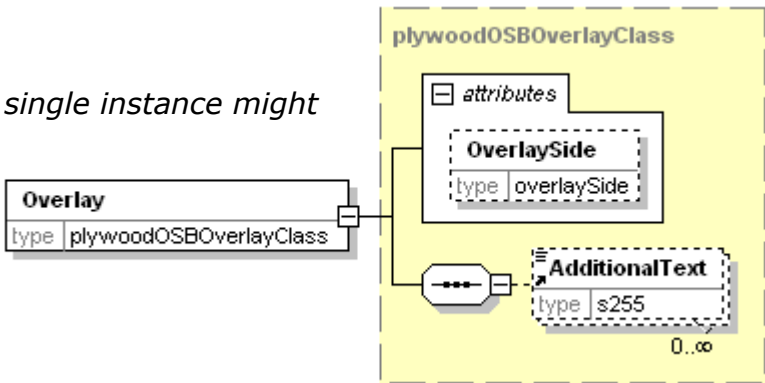 plywoodOSBOverlayClass
attributes
single instance might
OverlaySide
type overlaySide
Overlay
type plywoodOSBOverlayClass
AdditionalText
type s255
0..∞